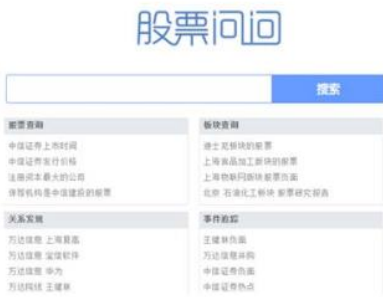 股票问问
搜索
股票查询
中信证券上市时间
中信证券发行价格
注册资本最大的公司
保荐机构是中信建投的股票
板块查询
迪士尼板块的股票
上海食品加工板块的股票
上海物联网板块股票负面
北京 石油化工板块 股票研究报告
关系发现
万达信息 上海夏高
万达信息 宝信软件
万达信息 华为
万达院线 王健林
事件追踪
王健林负面
万达信息并购
中信证券负面
中信证券热点